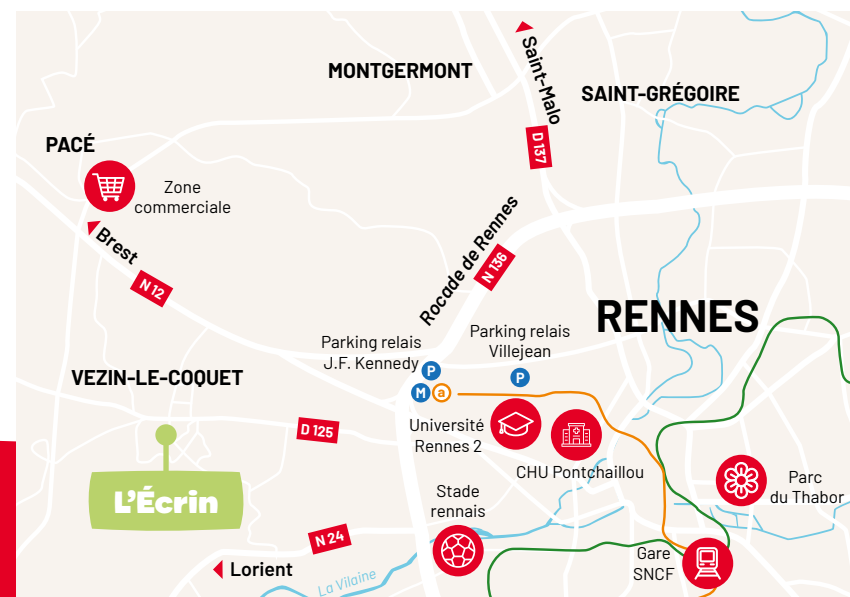 MONTGERMONT
Saint-Malo
SAINT-GRÉGOIRE
D 137
PACÉ
Zone
commerciale
Brest
N 12
Rocade de Rennes
N 136
RENNES
Parking relais
J.F. Kennedy
P
M
a
Parking relais
Villejean
P
VEZIN-LE-COQUET
D 125
Université
Rennes 2
CHU Pontchaillou
L'Écrin
Stade
rennais
Parc
du Thabor
N 24
Lorient
La Vilaine
Gare
SNCF